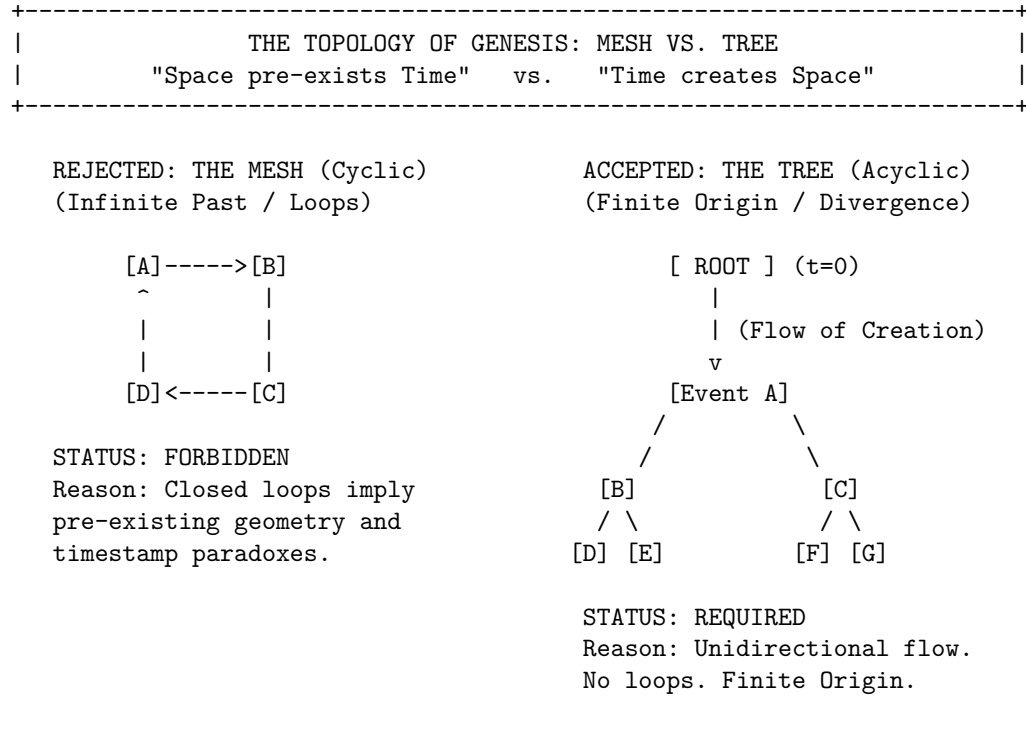 +----------------------------------------------------------------------+
|              THE TOPOLOGY OF GENESIS: MESH VS. TREE                  |
|         "Space pre-exists Time"   vs.   "Time creates Space"         |
+----------------------------------------------------------------------+

   REJECTED: THE MESH (Cyclic)           ACCEPTED: THE TREE (Acyclic)
   (Infinite Past / Loops)               (Finite Origin / Divergence)

        [A]----->[B]                           [ ROOT ] (t=0)
         ^        |                               |
         |        |                               | (Flow of Creation)
         |        |                               v
        [D]<-----[C]                           [Event A]
                                              /         \
   STATUS: FORBIDDEN                         /           \
   Reason: Closed loops imply             [B]             [C]
   pre-existing geometry and              / \             / \
   timestamp paradoxes.                 [D] [E]         [F] [G]

                                         STATUS: REQUIRED
                                         Reason: Unidirectional flow.
                                         No loops. Finite Origin.